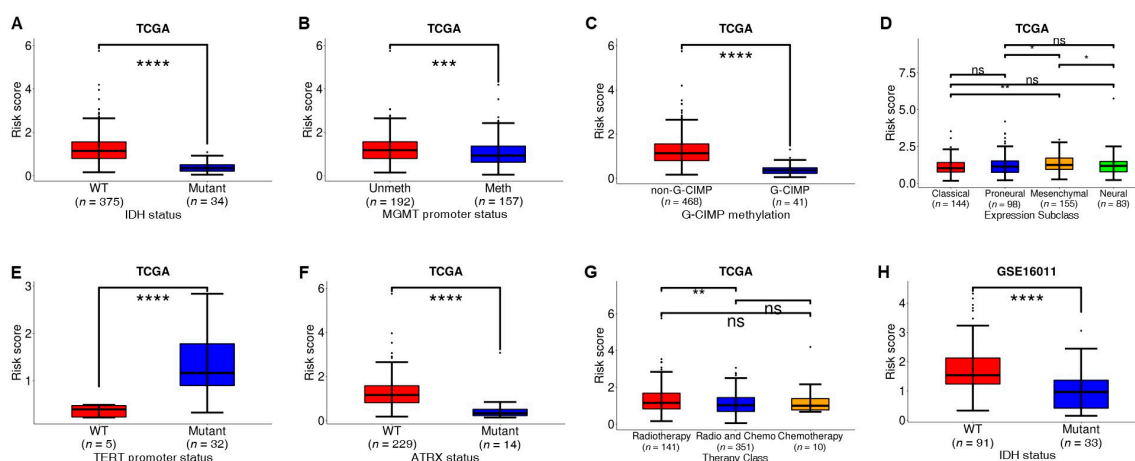 A
TCGA
Risk score
6
4
2
0
****
WT
Mutant
(n = 375)
(n = 34)
IDH status
B
TCGA
Risk score
6
4
2
0
***
Unmeth
Meth
(n = 192)
(n = 157)
MGMT promoter status
C
TCGA
Risk score
6
4
2
0
****
non-G-CIMP
G-CIMP
(n = 468)
(n = 41)
G-CIMP methylation
D
TCGA
Risk score
7.5
5.0
2.5
0.0
ns
*
*
ns
ns
**
Classical
Proneural
Mesenchymal
Neural
(n = 144)
(n = 98)
(n = 155)
(n = 83)
Expression Subclass
E
TCGA
Risk score
3
2
1
****
WT
Mutant
(n = 5)
(n = 32)
TERT promoter status
F
TCGA
Risk score
6
4
2
0
****
WT
Mutant
(n = 229)
(n = 14)
ATRX status
G
TCGA
Risk score
6
4
2
0
**
ns
ns
Radiotherapy
Radio and Chemo
Chemotherapy
(n = 141)
(n = 351)
(n = 10)
Therapy Class
H
GSE16011
Risk score
4
3
2
1
0
****
WT
Mutant
(n = 91)
(n = 33)
IDH status